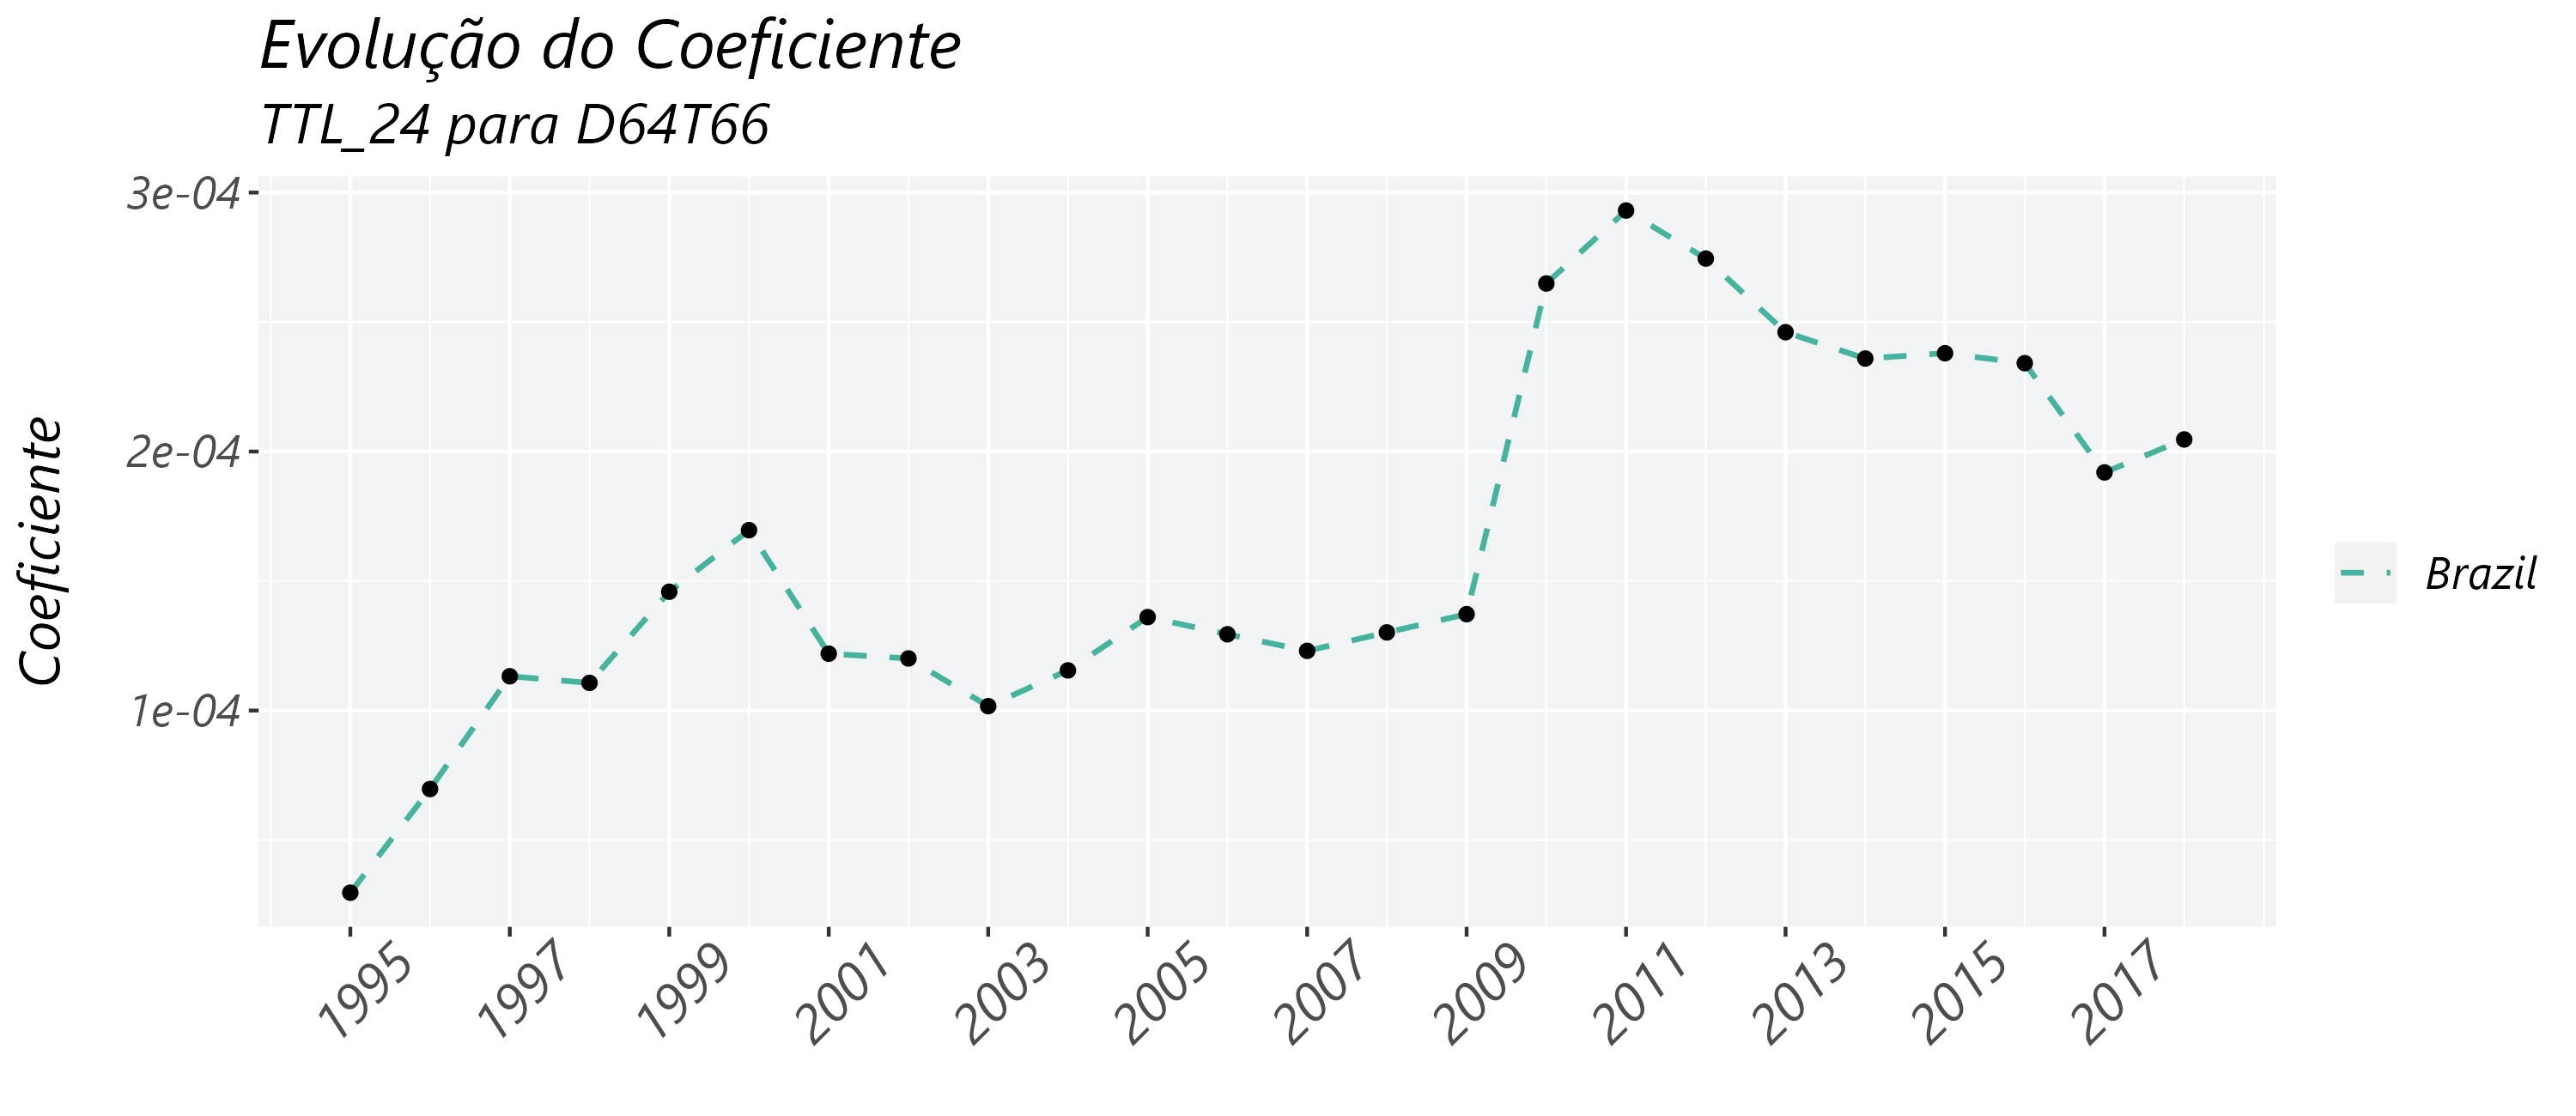 Evolução do Coeficiente
TTL_24 para D64T66
Coeficiente
3e-04
2e-04
1e-04
1995
1997
1999
2001
2003
2005
2007
2009
2011
2013
2015
2017
Brazil